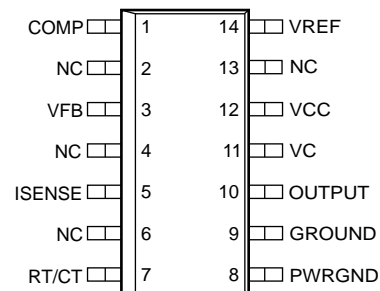 COMP 1 14 VREF
NC 2 13 NC
VFB 3 12 VCC
NC 4 11 VC
ISENSE 5 10 OUTPUT
NC 6 9 GROUND
RT/CT 7 8 PWRGND